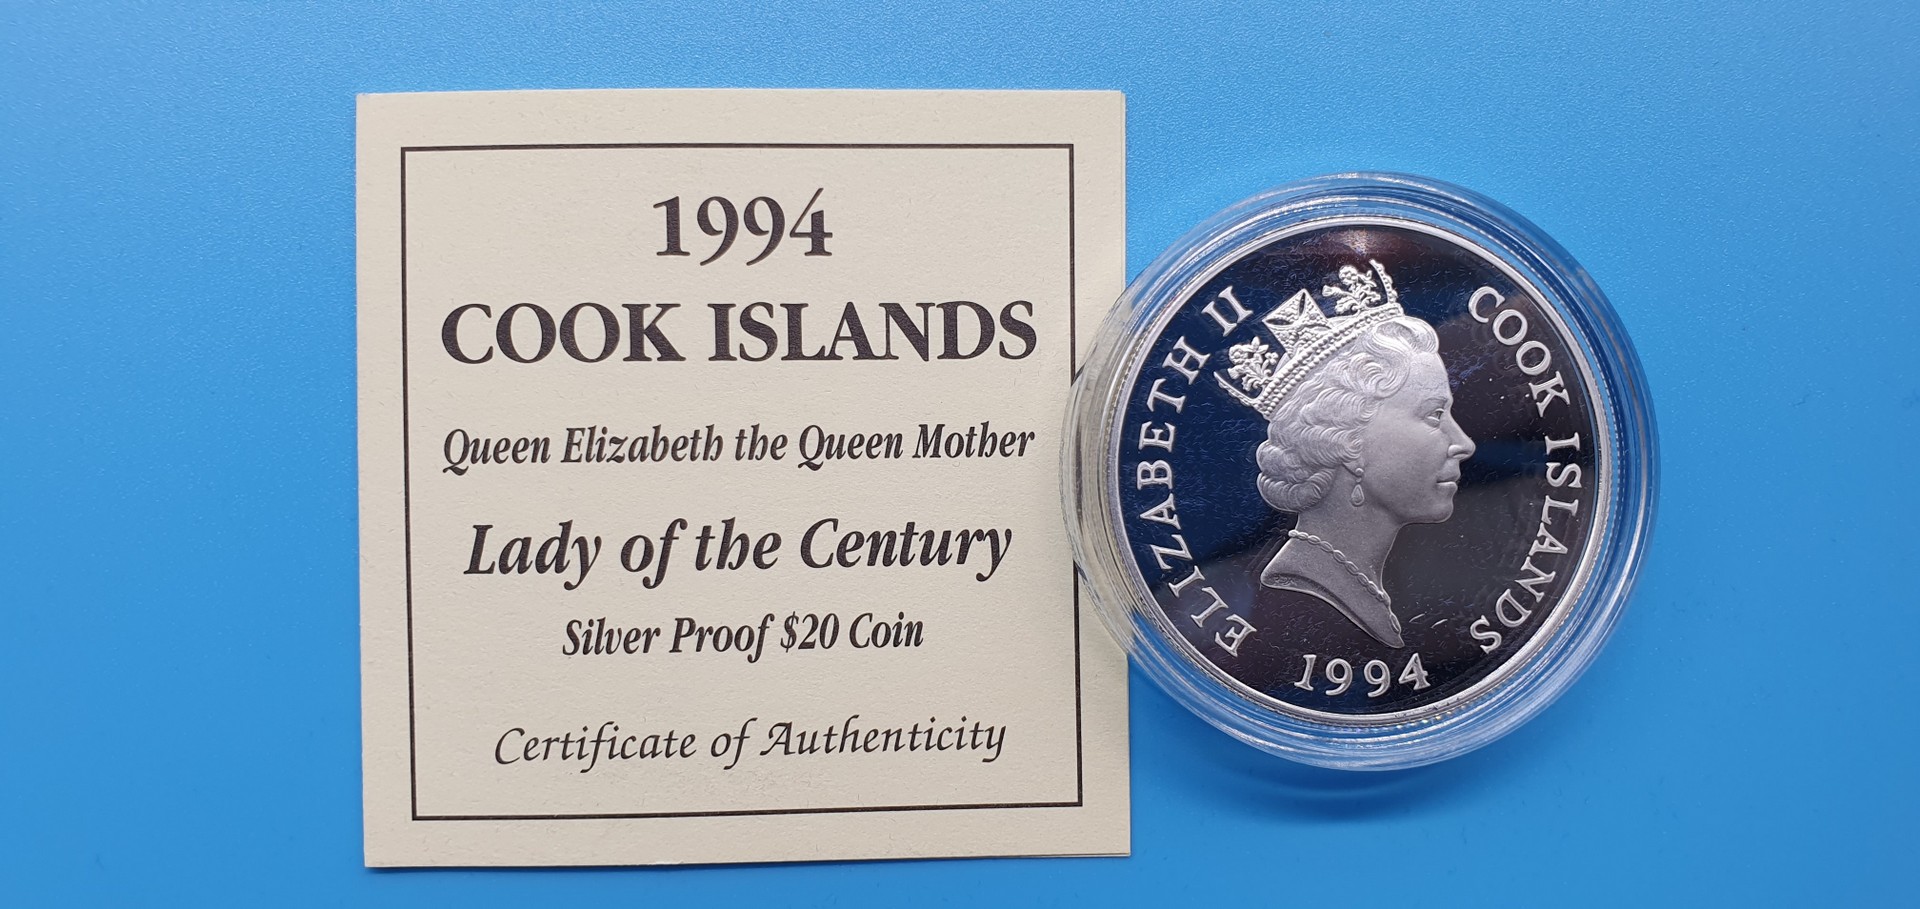 1994
COOK ISLANDS
Queen Elizabeth the Queen Mother
Lady of the Century
Silver Proof $20 Coin
Certificate of Authenticity
ELIZABETH II
COOK ISLANDS
1994